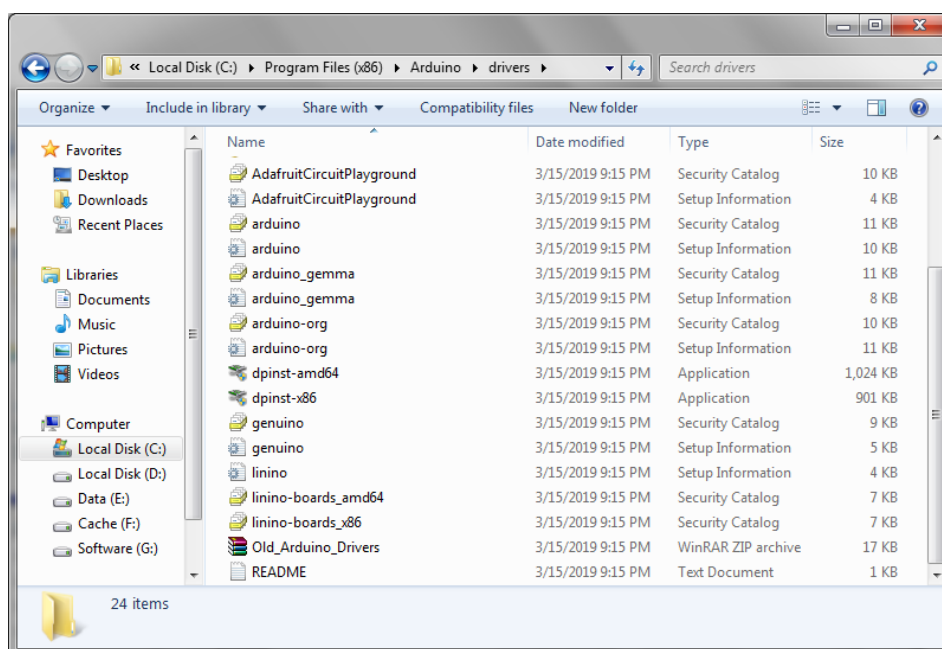 « Local Disk (C:) ▸ Program Files (x86) ▸ Arduino ▸ drivers ▸ Search drivers
Organize ▾ Include in library ▾ Share with ▾ Compatibility files New folder
Favorites
Desktop
Downloads
Recent Places
Libraries
Documents
Music
Pictures
Videos
Computer
Local Disk (C:)
Local Disk (D:)
Data (E:)
Cache (F:)
Software (G:)
Name Date modified Type Size
AdafruitCircuitPlayground 3/15/2019 9:15 PM Security Catalog 10 KB
AdafruitCircuitPlayground 3/15/2019 9:15 PM Setup Information 4 KB
arduino 3/15/2019 9:15 PM Security Catalog 11 KB
arduino 3/15/2019 9:15 PM Setup Information 10 KB
arduino_gemma 3/15/2019 9:15 PM Security Catalog 11 KB
arduino_gemma 3/15/2019 9:15 PM Setup Information 8 KB
arduino-org 3/15/2019 9:15 PM Security Catalog 10 KB
arduino-org 3/15/2019 9:15 PM Setup Information 11 KB
dpinst-amd64 3/15/2019 9:15 PM Application 1,024 KB
dpinst-x86 3/15/2019 9:15 PM Application 901 KB
genuino 3/15/2019 9:15 PM Security Catalog 9 KB
genuino 3/15/2019 9:15 PM Setup Information 5 KB
linino 3/15/2019 9:15 PM Setup Information 4 KB
linino-boards_amd64 3/15/2019 9:15 PM Security Catalog 7 KB
linino-boards_x86 3/15/2019 9:15 PM Security Catalog 7 KB
Old_Arduino_Drivers 3/15/2019 9:15 PM WinRAR ZIP archive 17 KB
README 3/15/2019 9:15 PM Text Document 1 KB
24 items